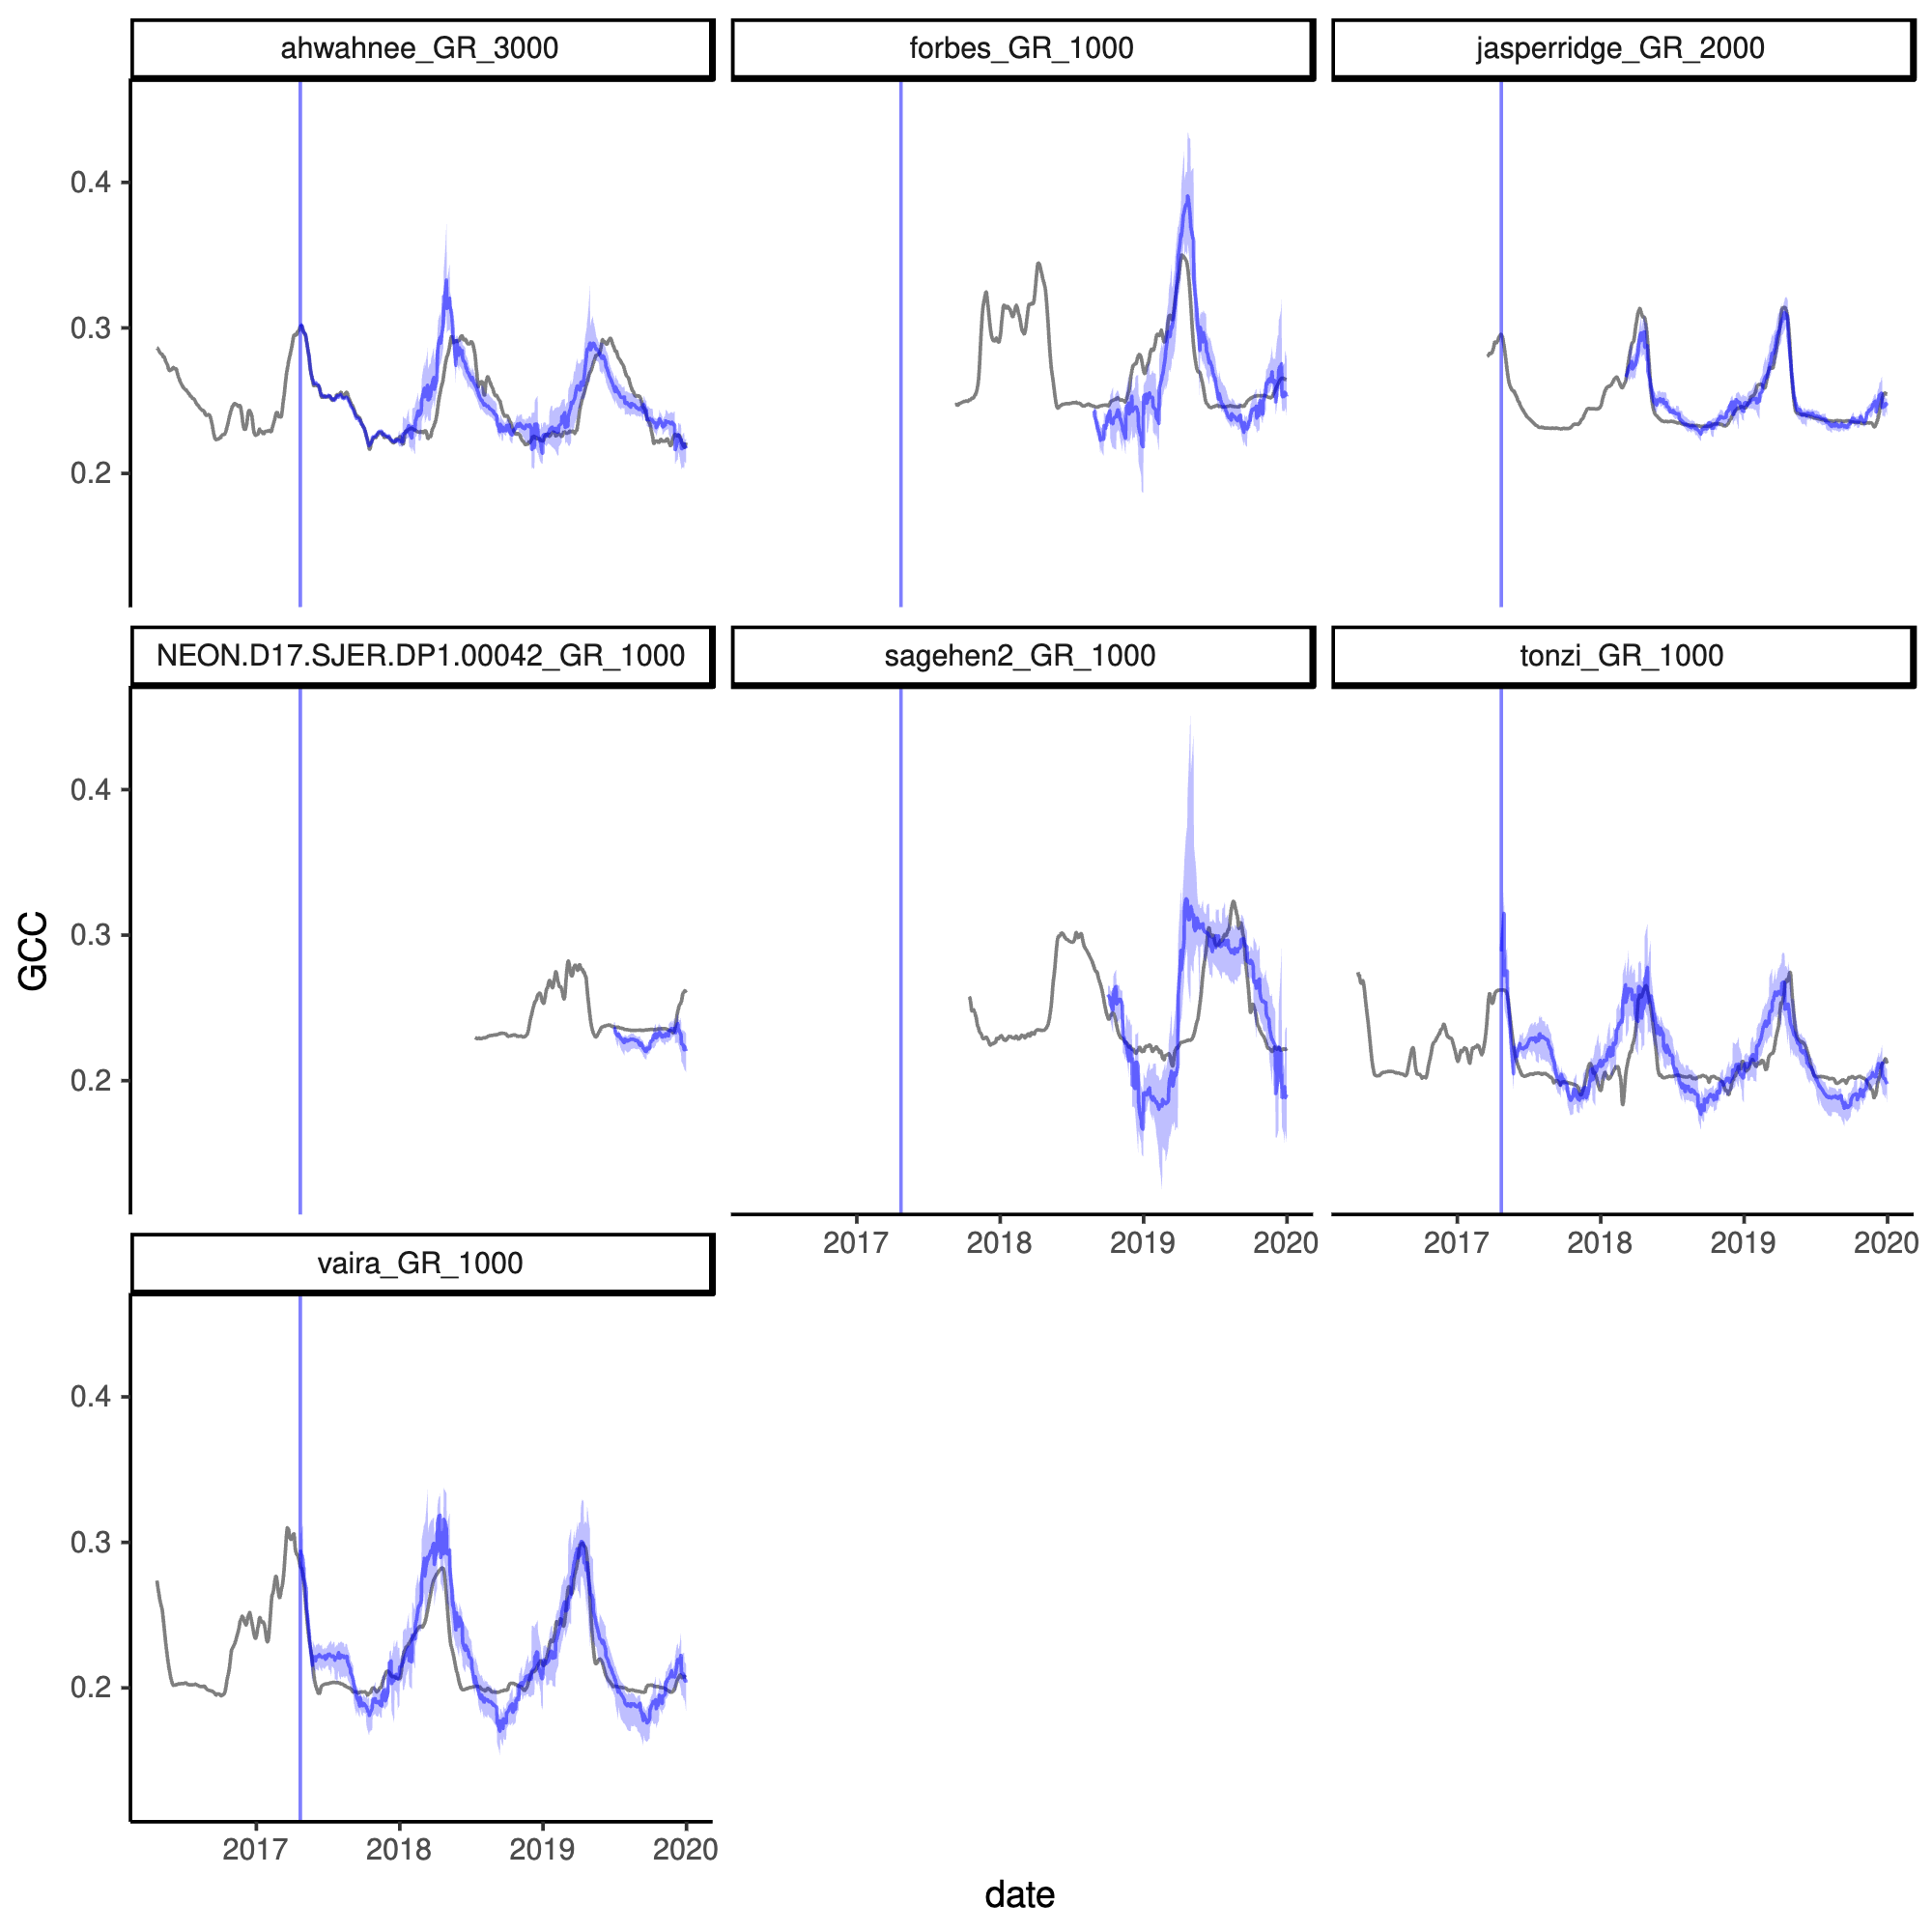 ahwahnee_GR_3000
forbes_GR_1000
jasperridge_GR_2000
0.4
0.3
0.2
NEON.D17.SJER.DP1.00042_GR_1000
sagehen2_GR_1000
tonzi_GR_1000
0.4
0.3
0.2
GCC
2017 2018 2019 2020
2017 2018 2019 2020
vaira_GR_1000
0.4
0.3
0.2
2017 2018 2019 2020
date